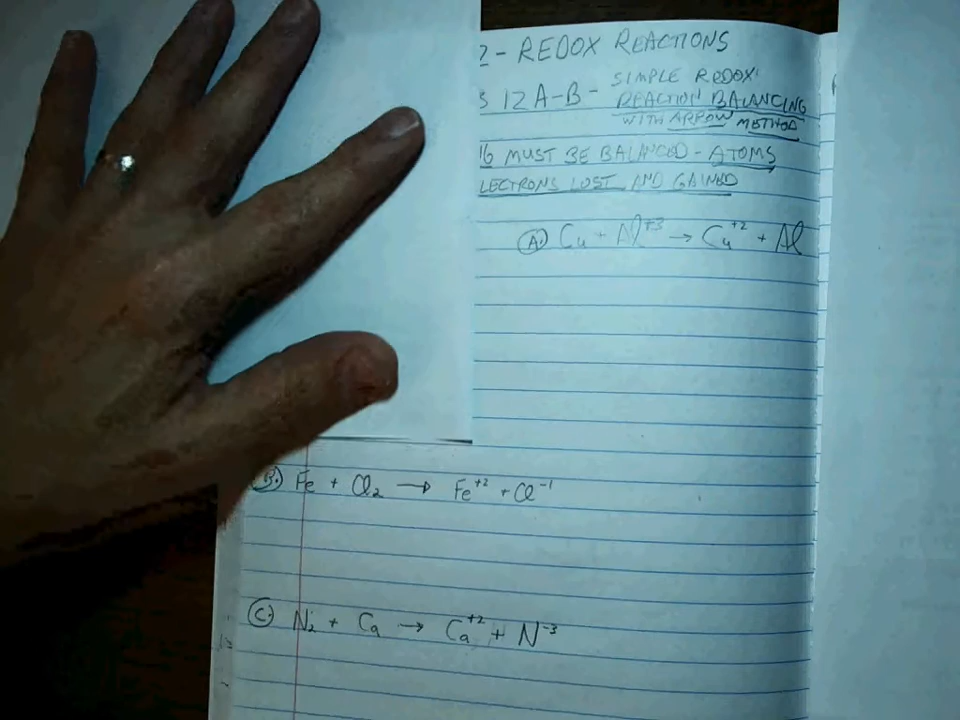 2 - REDOX REACTIONS
S 12A-B - SIMPLE REDOX
REACTION BALANCING
WITH ARROW METHOD
MUST BE BALANCED - ATOMS
LECTRONS LOST AND GAINED
(A.) Cu + Al+3 → Cu+2 + Al
(B.) Fe + Cl2 → Fe+2 + Cl-1
(C.) N2 + Ca → Ca+2 + N-3